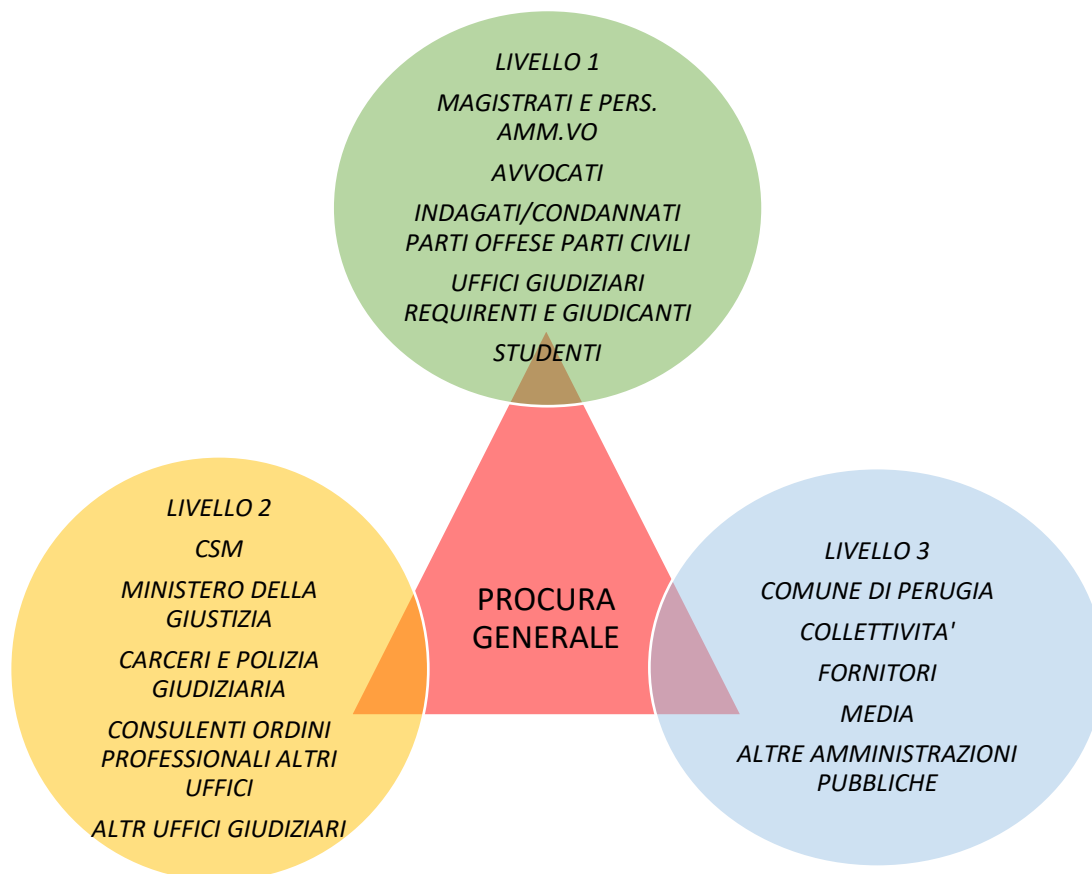 LIVELLO 1
MAGISTRATI E PERS.
AMM.VO
AVVOCATI
INDAGATI/CONDANNATI
PARTI OFFESE PARTI CIVILI
UFFICI GIUDIZIARI
REQUIRENTI E GIUDICANTI
STUDENTI
LIVELLO 2
CSM
MINISTERO DELLA
GIUSTIZIA
CARCERI E POLIZIA
GIUDIZIARIA
CONSULENTI ORDINI
PROFESSIONALI ALTRI
UFFICI
ALTR UFFICI GIUDIZIARI
PROCURA
GENERALE
LIVELLO 3
COMUNE DI PERUGIA
COLLETTIVITA'
FORNITORI
MEDIA
ALTRE AMMINISTRAZIONI
PUBBLICHE